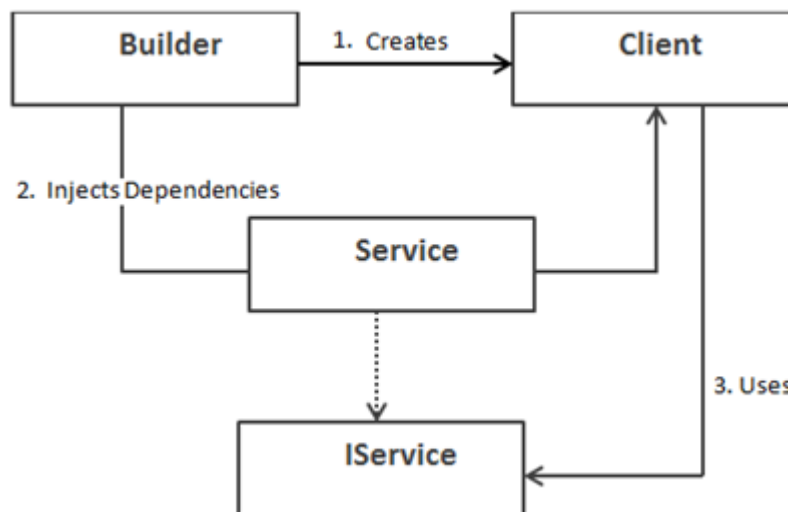 Builder
1. Creates
Client
2. Injects Dependencies
Service
3. Uses
IService